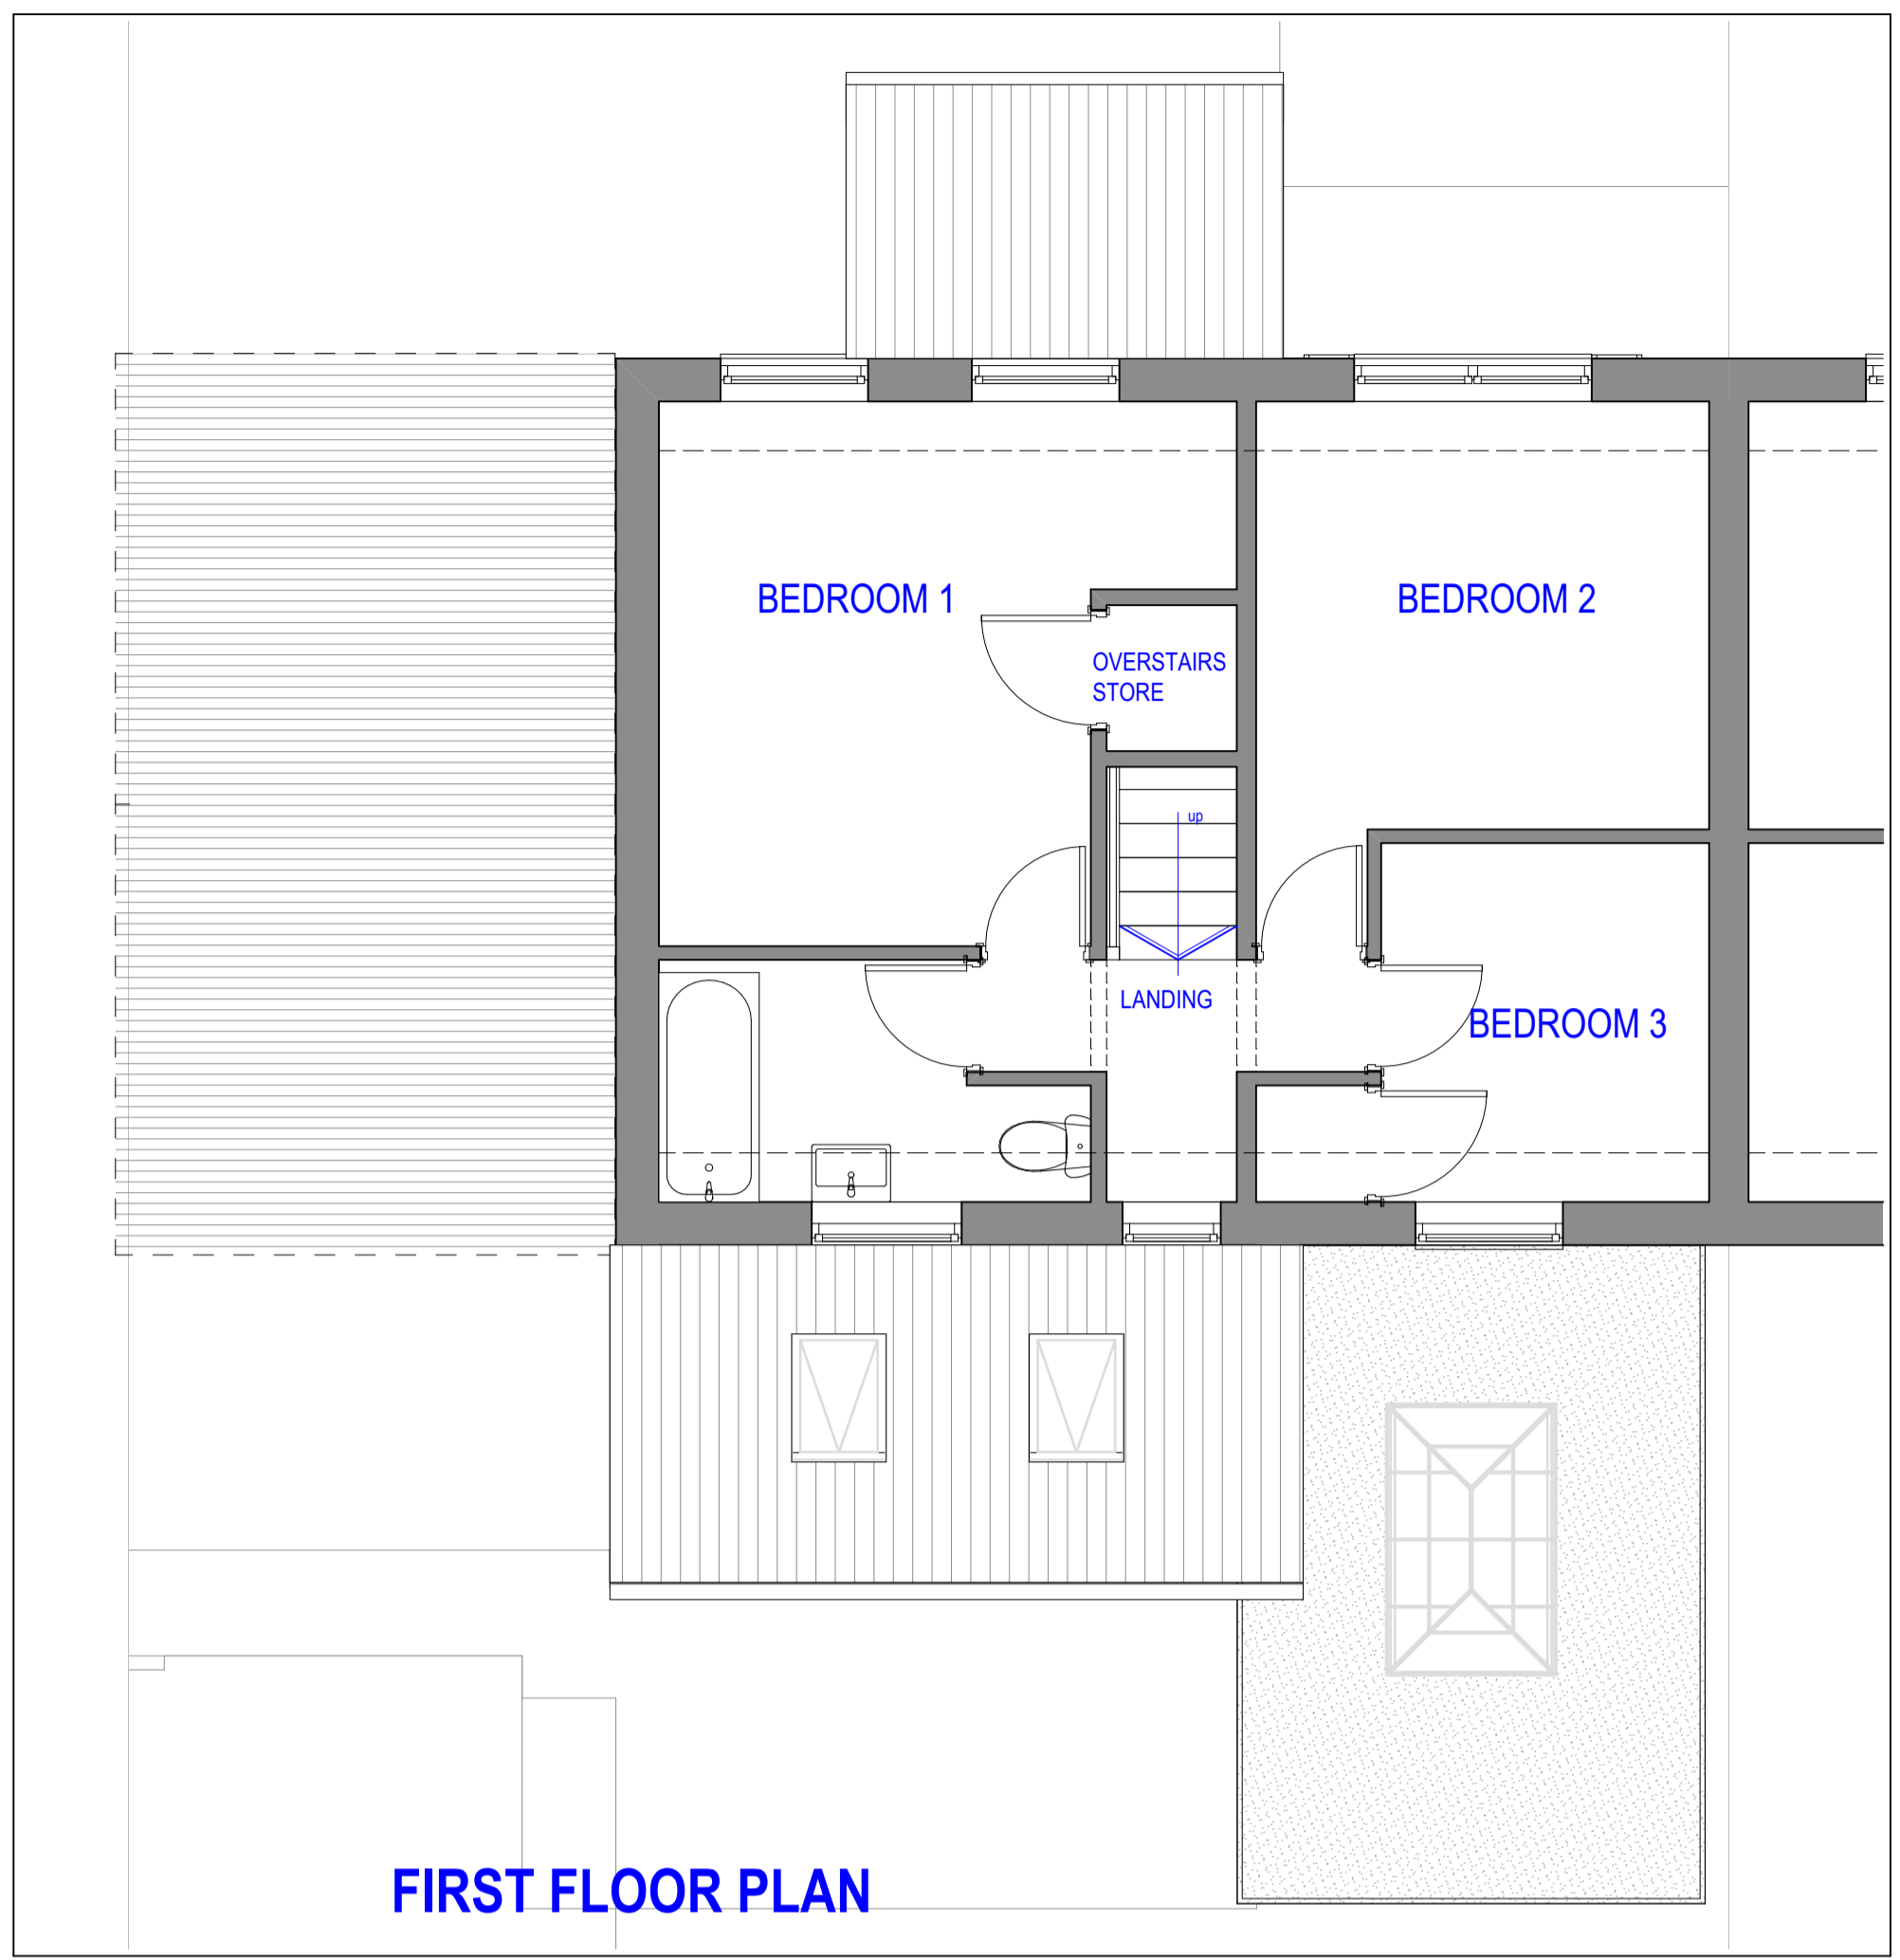 BEDROOM 1
BEDROOM 2
OVERSTAIRS
STORE
up
LANDING
BEDROOM 3
FIRST FLOOR PLAN